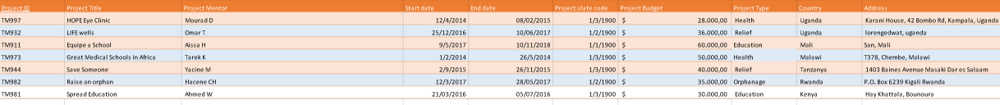 Project ID Project Title Project Mentor Start date End date Project state code Project Budget Project Type Country Address
TM997 HOPE Eye Clinic Mourad D 12/4/2014 08/02/2015 1/3/1900 $ 28.000,00 Health Uganda Karani House, 42 Bombo Rd, Kampala, Uganda
TM932 LIFE wells Omar T 25/12/2016 10/06/2017 1/2/1900 $ 36.000,00 Relief Uganda lorengedwat, uganda
TM911 Equipe a School Aissa H 9/5/2017 10/11/2018 1/1/1900 $ 60.000,00 Education Mali San, Mali
TM973 Great Medical Schools in Africa Tarek K 1/2/2014 26/5/2014 1/3/1900 $ 50.000,00 Health Malawi T378, Chembe, Malawi
TM944 Save Someone Yacine M 2/9/2015 26/11/2015 1/3/1900 $ 40.000,00 Relief Tanzanya 1403 Baines Avenue Masaki Dar es Salaam
TM982 Raise an orphan Hacene CH 12/3/2017 28/05/2017 1/2/1900 $ 35.000,00 Orphanage Rwanda P.O, Box 6239 Kigali Rwanda
TM981 Spread Education Ahmed W 21/03/2016 05/07/2016 1/3/1900 $ 30.000,00 Education Kenya Hay Khattala, Bounoura